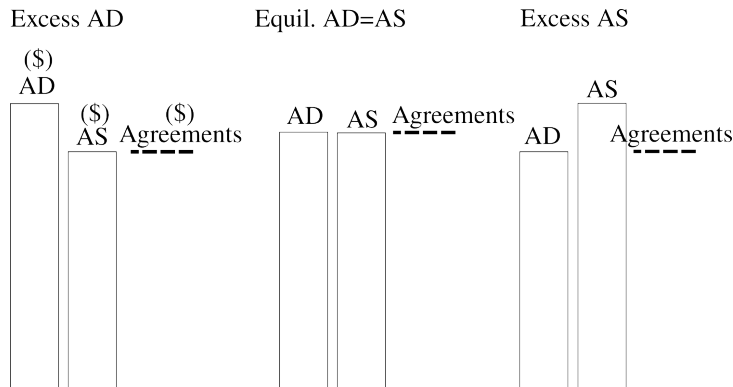 Excess AD
Equil. AD=AS
Excess AS
($)
AD
($)
AS
($)
Agreements
AD
AS
Agreements
AD
AS
Agreements